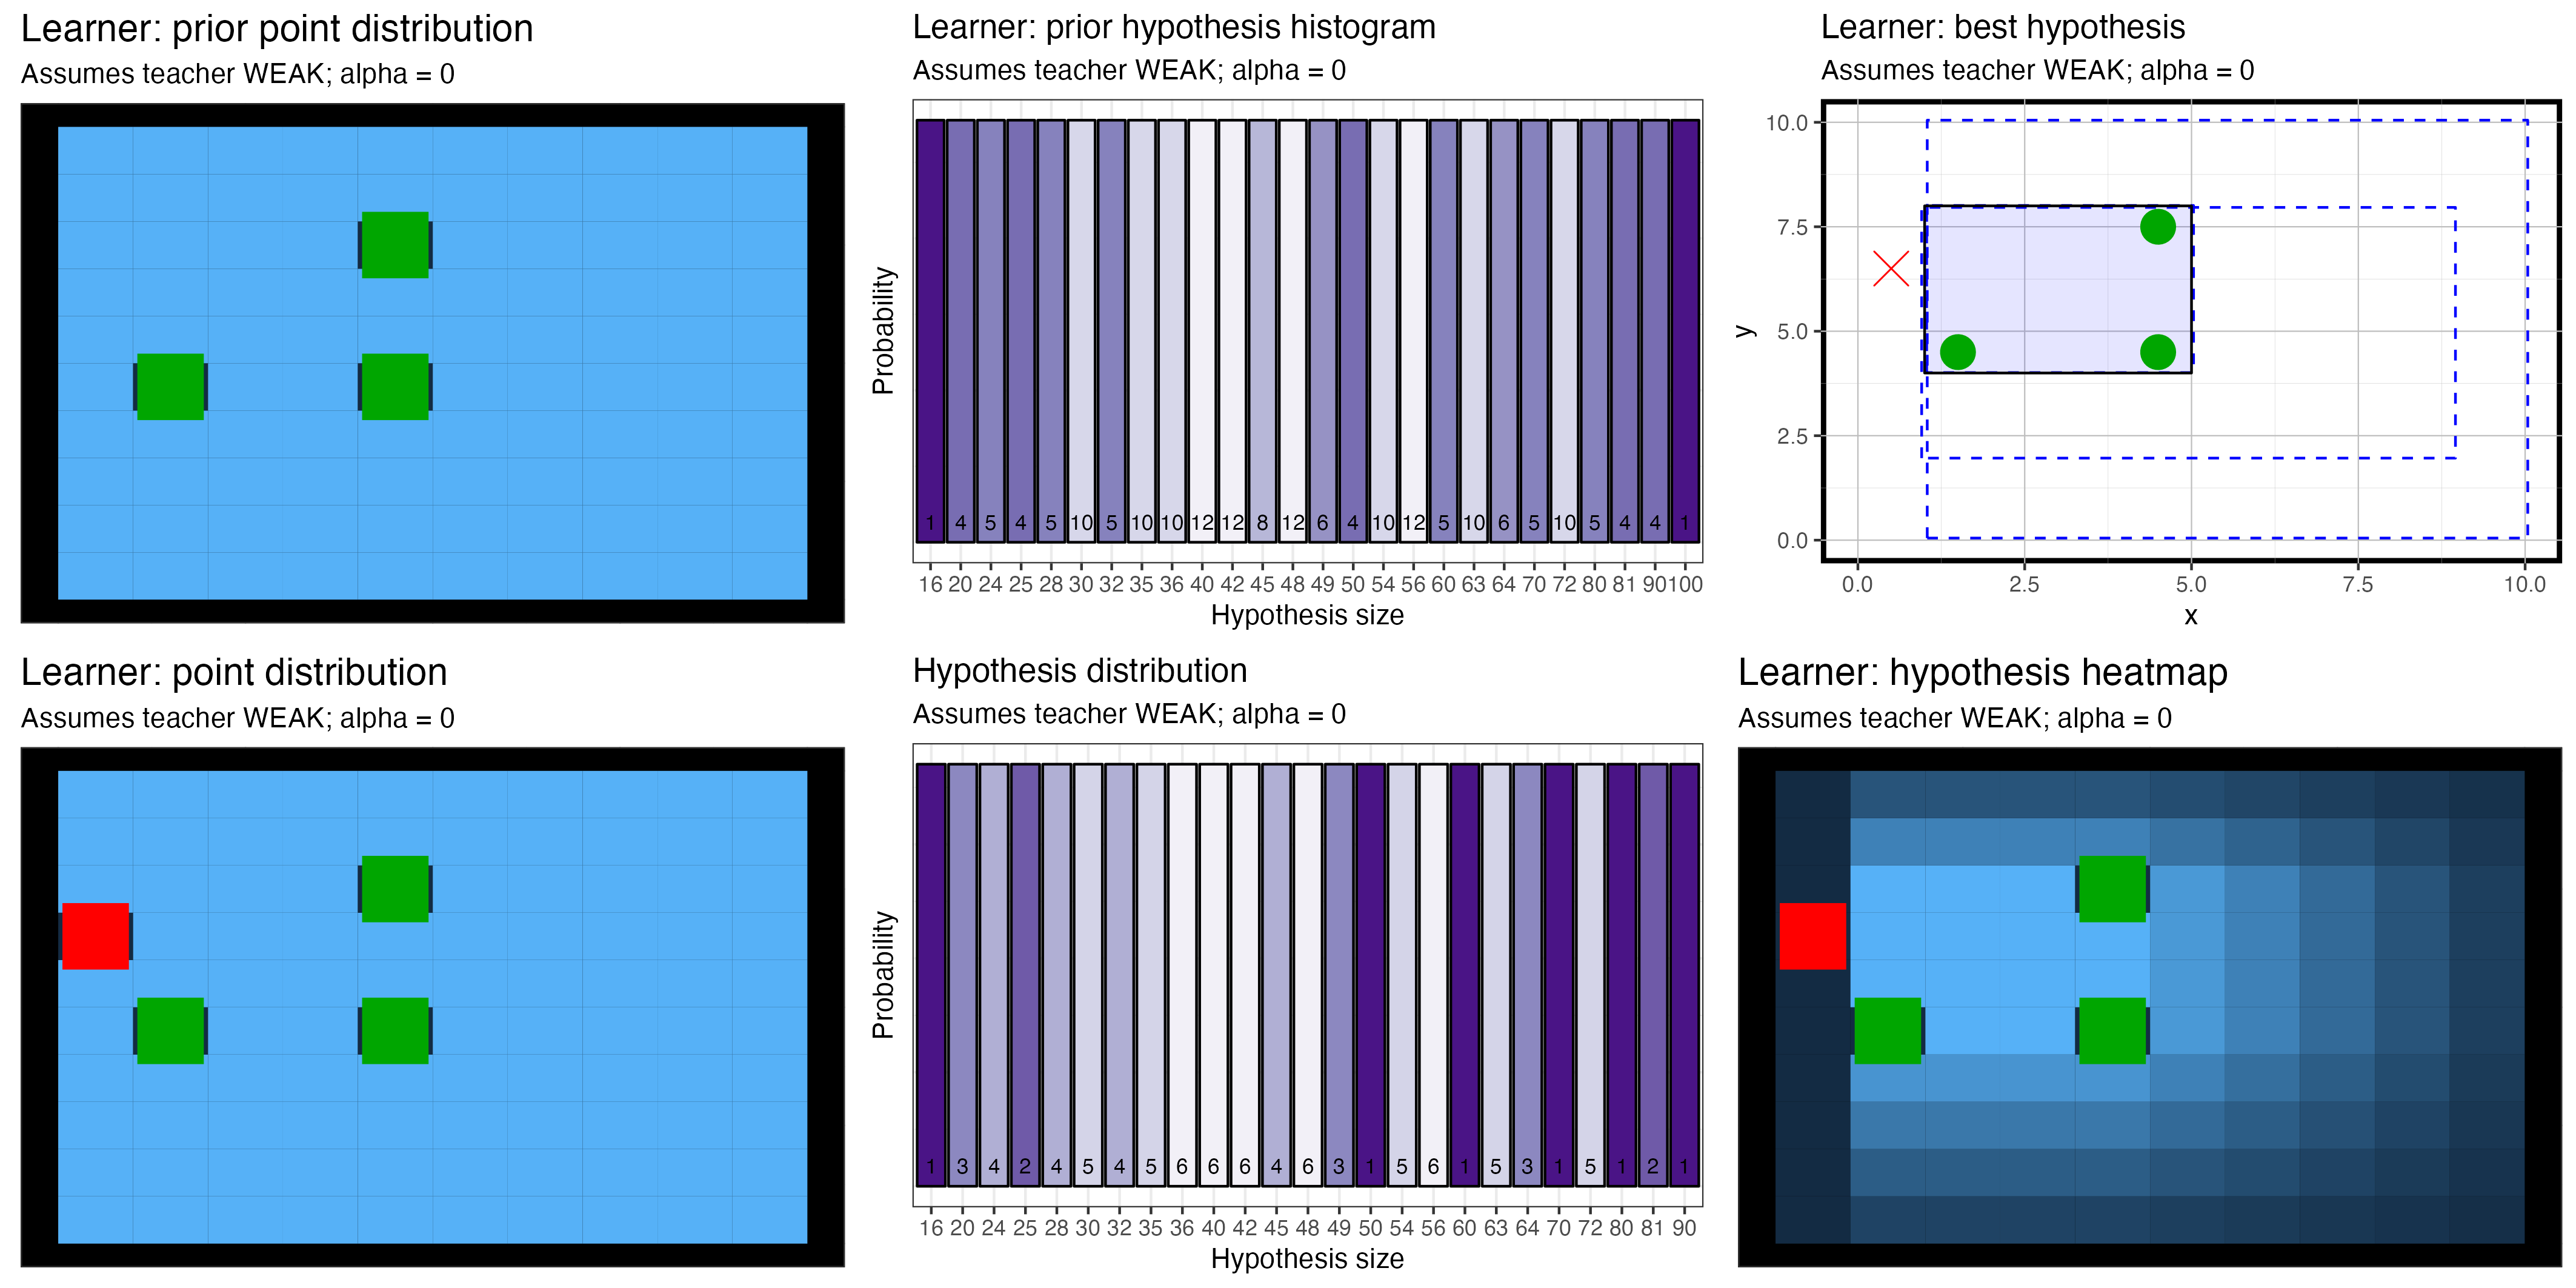 Learner: prior point distribution
Assumes teacher WEAK; alpha = 0
Learner: prior hypothesis histogram
Assumes teacher WEAK; alpha = 0
Probability
1 4 5 4 5 10 5 10 10 12 12 8 12 6 4 10 12 5 10 6 5 10 5 4 4 1
16 20 24 25 28 30 32 35 36 40 42 45 48 49 50 54 56 60 63 64 70 72 80 81 90 100
Hypothesis size
Learner: best hypothesis
Assumes teacher WEAK; alpha = 0
y
10.0
7.5
5.0
2.5
0.0
0.0 2.5 5.0 7.5 10.0
x
Learner: point distribution
Assumes teacher WEAK; alpha = 0
Hypothesis distribution
Assumes teacher WEAK; alpha = 0
Probability
1 3 4 2 4 5 4 5 6 6 6 4 6 3 1 5 6 1 5 3 1 5 1 2 1
16 20 24 25 28 30 32 35 36 40 42 45 48 49 50 54 56 60 63 64 70 72 80 81 90
Hypothesis size
Learner: hypothesis heatmap
Assumes teacher WEAK; alpha = 0